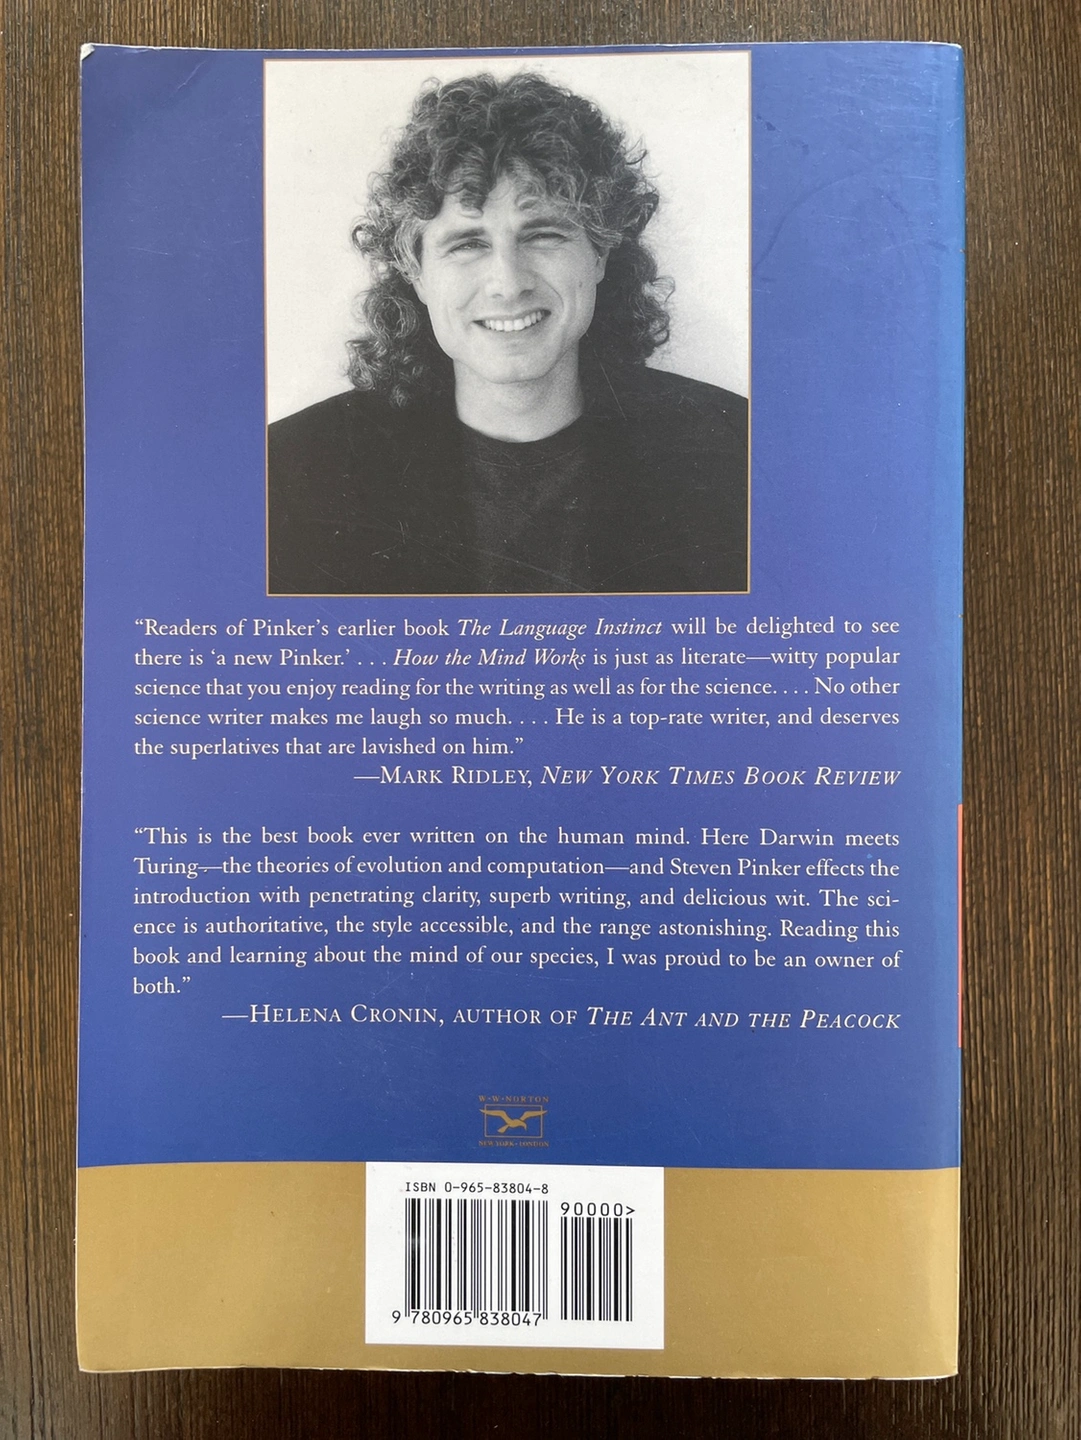 “Readers of Pinker’s earlier book The Language Instinct will be delighted to see
there is ‘a new Pinker.’ . . . How the Mind Works is just as literate—witty popular
science that you enjoy reading for the writing as well as for the science. . . . No other
science writer makes me laugh so much. . . . He is a top-rate writer, and deserves
the superlatives that are lavished on him.”
—MARK RIDLEY, NEW YORK TIMES BOOK REVIEW
“This is the best book ever written on the human mind. Here Darwin meets
Turing—the theories of evolution and computation—and Steven Pinker effects the
introduction with penetrating clarity, superb writing, and delicious wit. The sci-
ence is authoritative, the style accessible, and the range astonishing. Reading this
book and learning about the mind of our species, I was proud to be an owner of
both.”
—HELENA CRONIN, AUTHOR OF THE ANT AND THE PEACOCK
W·W·NORTON
NEW YORK·LONDON
ISBN 0-965-83804-8
90000>
9 780965 838047